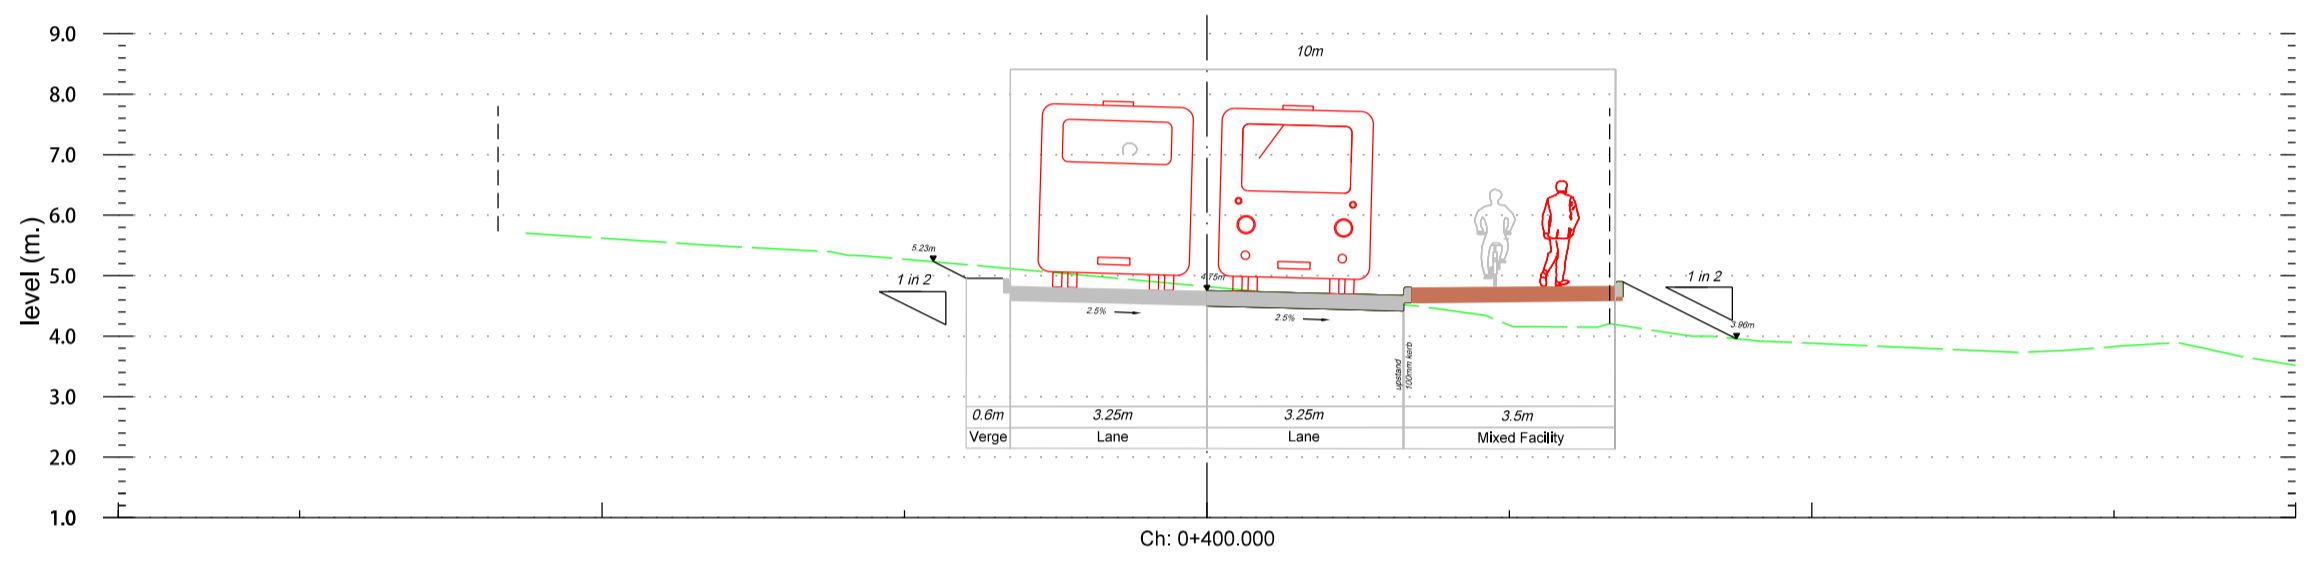 9.0
10m
8.0
7.0
6.0
5.23m
5.0
4.75m
1 in 2
1 in 2
2.5%
2.5%
3.96m
4.0
upstand
100mm kerb
3.0
0.6m 3.25m 3.25m 3.5m
Verge Lane Lane Mixed Facility
2.0
1.0
level (m.)
Ch: 0+400.000